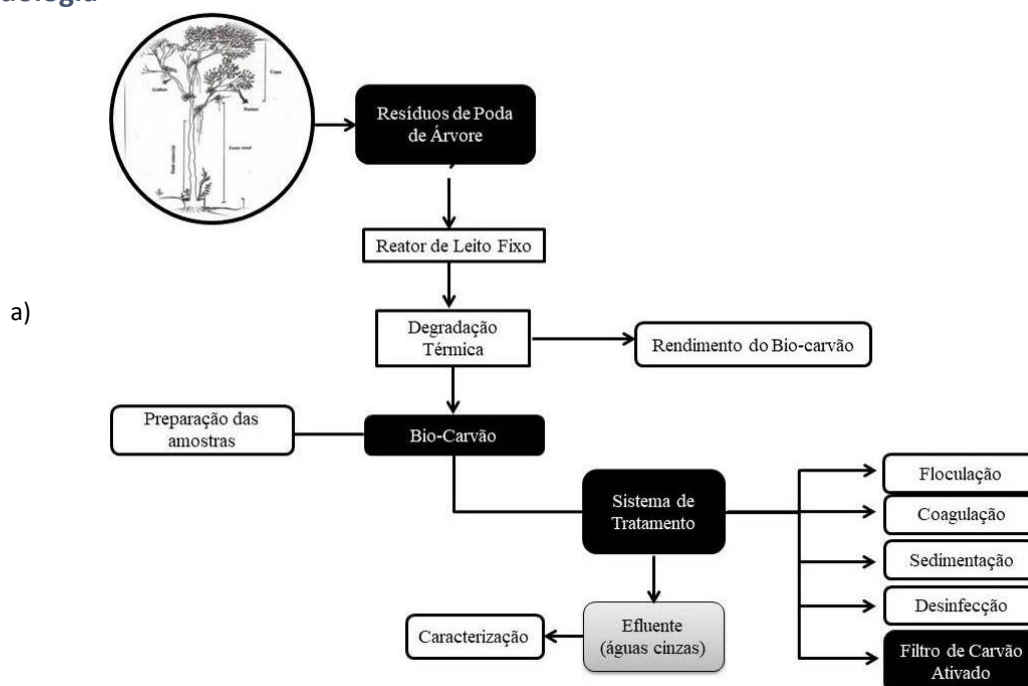 Resíduos de Poda
de Árvore
Reator de Leito Fixo
a)
Degradação
Térmica
Rendimento do Bio-carvão
Preparação das
amostras
Bio-Carvão
Sistema de
Tratamento
Floculação
Coagulação
Sedimentação
Desinfecção
Filtro de Carvão
Ativado
Efluente
(águas cinzas)
Caracterização